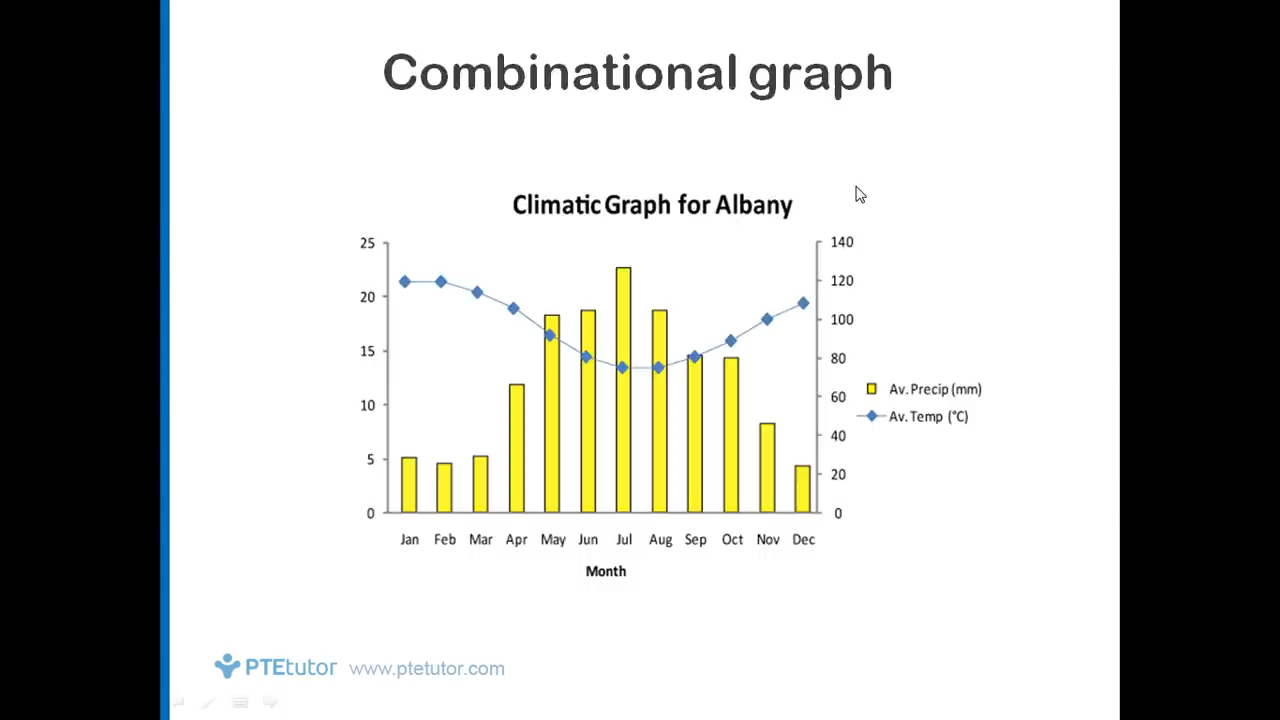 Combinational graph
Climatic Graph for Albany
25
20
15
10
5
0
140
120
100
80
60
40
20
0
Av. Precip (mm)
Av. Temp (°C)
Jan Feb Mar Apr May Jun Jul Aug Sep Oct Nov Dec
Month
PTEtutor www.ptetutor.com